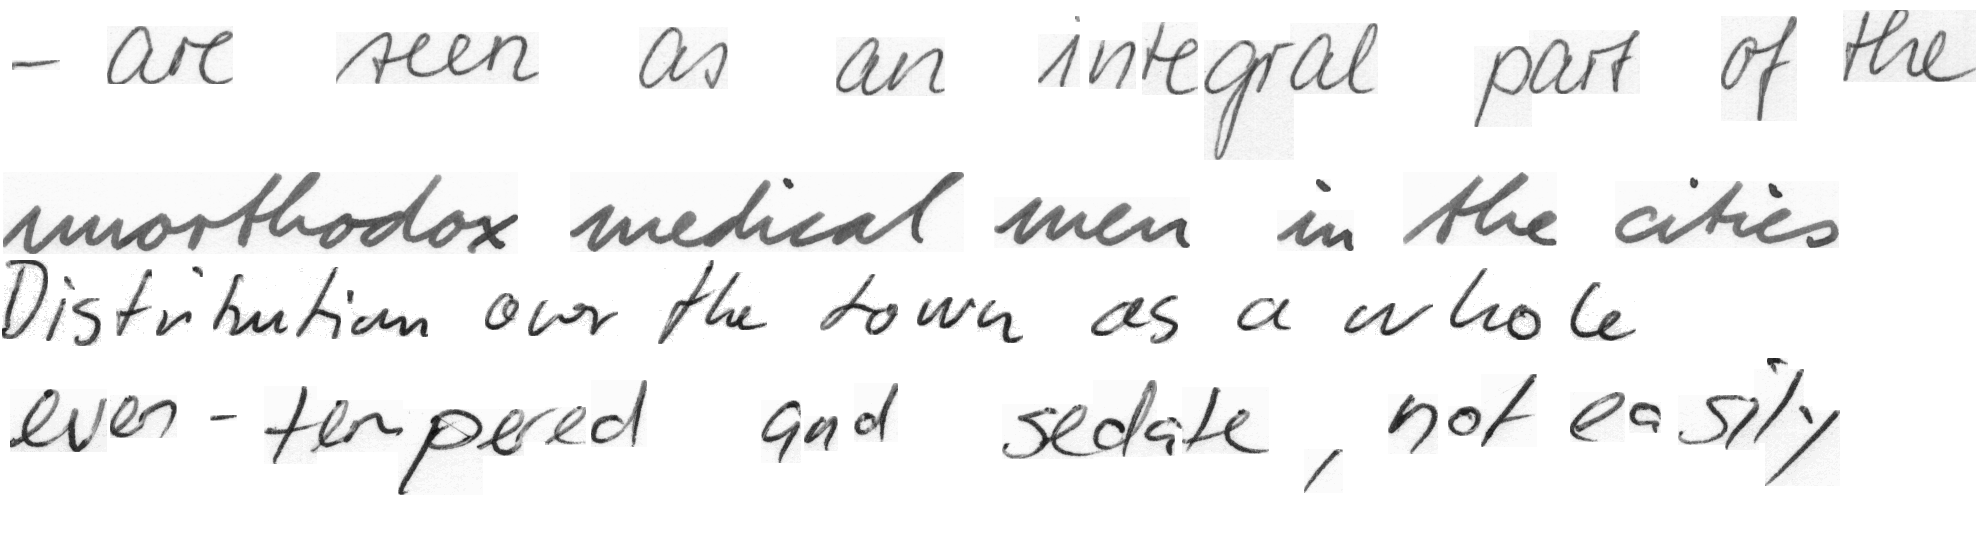 - are seen as an integral part of the
unorthodox medical men in the cities
Distribution over the town as a whole
even-tempered and sedate, not easily